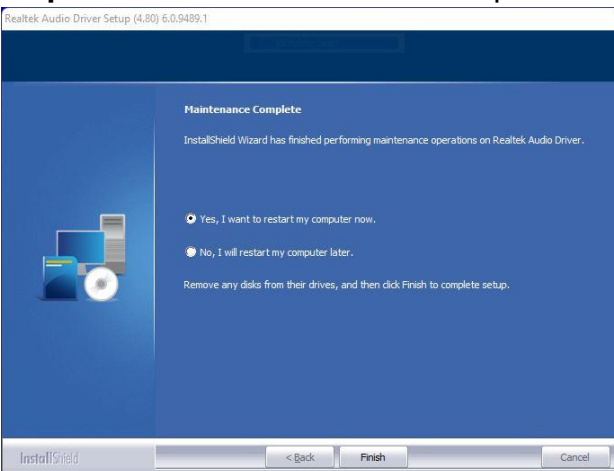 Realtek Audio Driver Setup (4.80) 6.0.9489.1
Maintenance Complete
InstallShield Wizard has finished performing maintenance operations on Realtek Audio Driver.
Yes, I want to restart my computer now.
No, I will restart my computer later.
Remove any disks from their drives, and then click Finish to complete setup.
InstallShield
< Back
Finish
Cancel